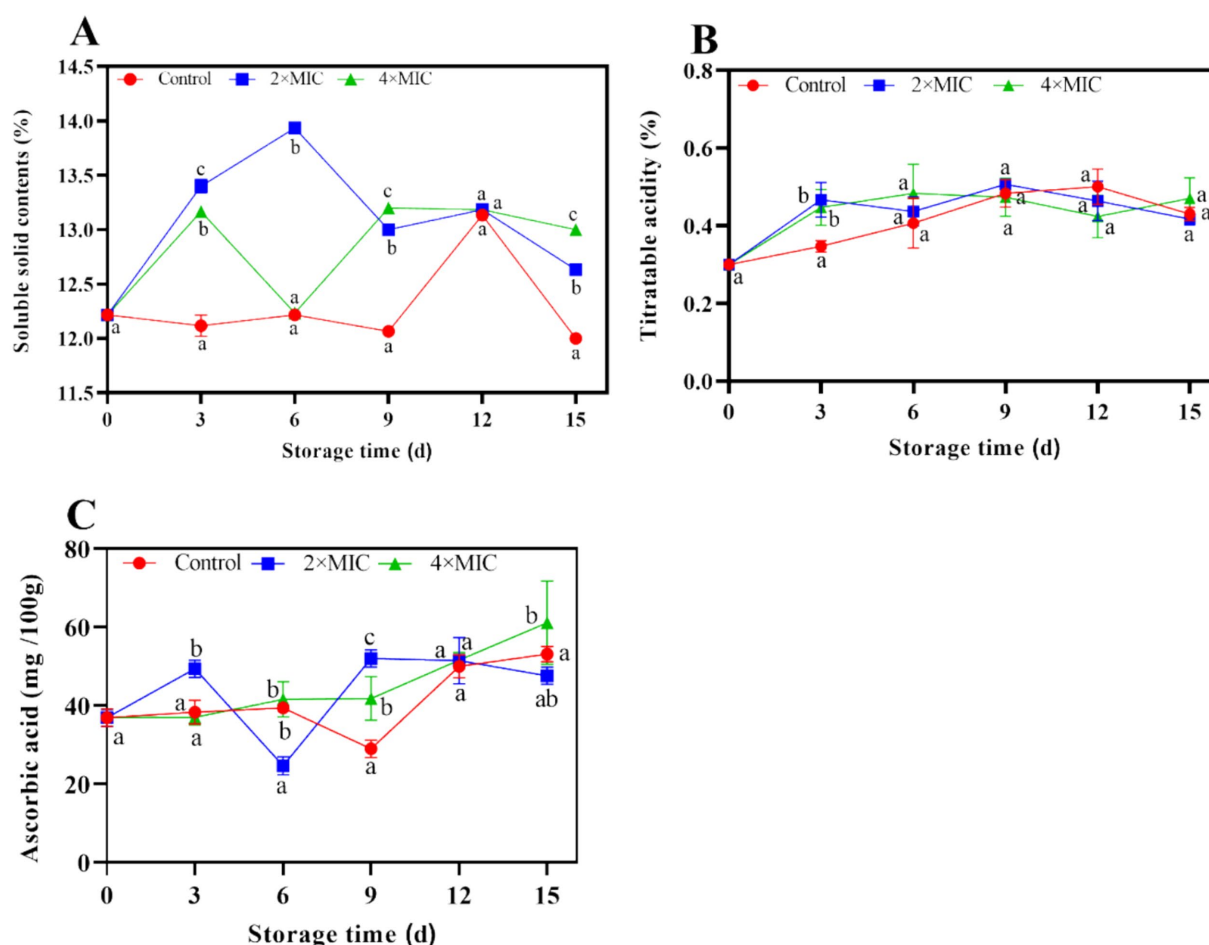 A
Control 2×MIC 4×MIC
Soluble solid contents (%)
14.5
14.0
13.5
13.0
12.5
12.0
11.5
c
b
b
c
a
a
c
b
a
b
b
a
a
a
a
a
a
a
0 3 6 9 12 15
Storage time (d)
B
Control 2×MIC 4×MIC
Titratable acidity (%)
0.8
0.6
0.4
0.2
0.0
b
a
a
a
b
a
a
a
a
a
a
a
a
a
a
a
a
0 3 6 9 12 15
Storage time (d)
C
Control 2×MIC 4×MIC
Ascorbic acid (mg /100g)
80
60
40
20
0
b
c
b
a
a
a
a
b
b
a
ab
a
a
b
a
a
0 3 6 9 12 15
Storage time (d)